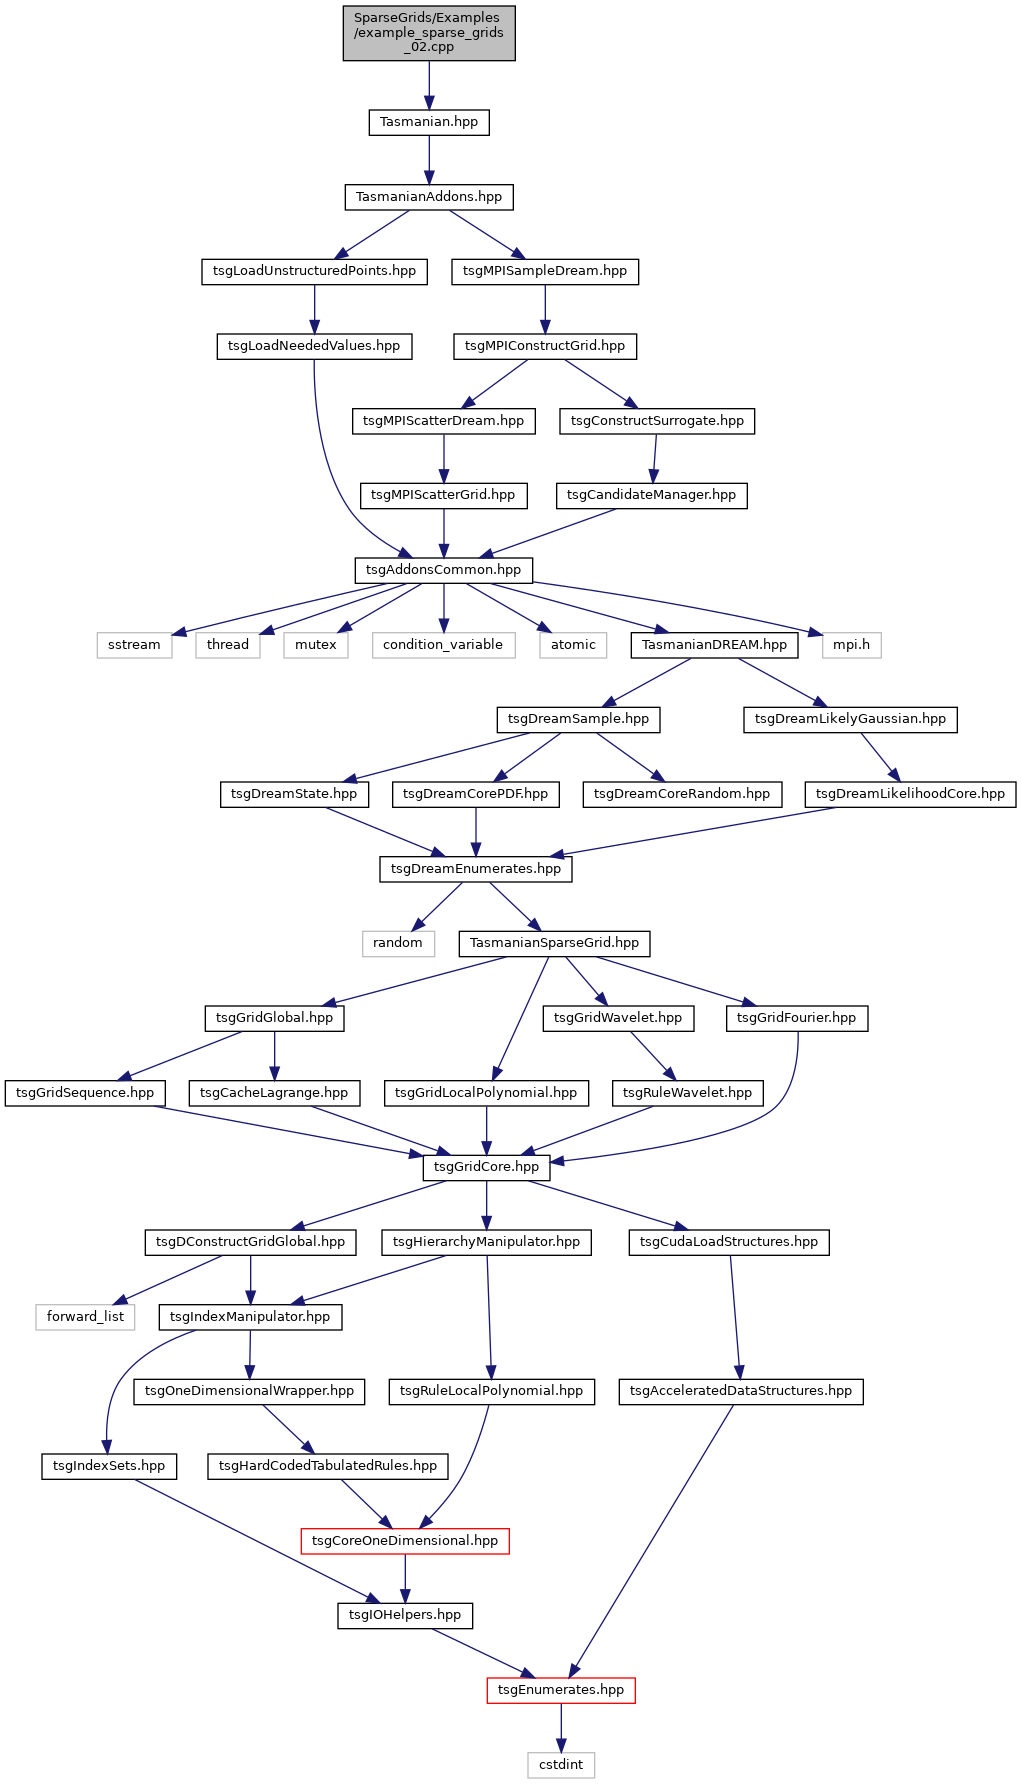 SparseGrids/Examples
/example_sparse_grids
_02.cpp
Tasmanian.hpp
TasmanianAddons.hpp
tsgLoadUnstructuredPoints.hpp
tsgMPISampleDream.hpp
tsgLoadNeededValues.hpp
tsgMPIConstructGrid.hpp
tsgMPIScatterDream.hpp
tsgConstructSurrogate.hpp
tsgMPIScatterGrid.hpp
tsgCandidateManager.hpp
tsgAddonsCommon.hpp
sstream
thread
mutex
condition_variable
atomic
TasmanianDREAM.hpp
mpi.h
tsgDreamSample.hpp
tsgDreamLikelyGaussian.hpp
tsgDreamState.hpp
tsgDreamCorePDF.hpp
tsgDreamCoreRandom.hpp
tsgDreamLikelihoodCore.hpp
tsgDreamEnumerates.hpp
random
TasmanianSparseGrid.hpp
tsgGridGlobal.hpp
tsgGridWavelet.hpp
tsgGridFourier.hpp
tsgGridSequence.hpp
tsgCacheLagrange.hpp
tsgGridLocalPolynomial.hpp
tsgRuleWavelet.hpp
tsgGridCore.hpp
tsgDConstructGridGlobal.hpp
tsgHierarchyManipulator.hpp
tsgCudaLoadStructures.hpp
forward_list
tsgIndexManipulator.hpp
tsgOneDimensionalWrapper.hpp
tsgRuleLocalPolynomial.hpp
tsgAcceleratedDataStructures.hpp
tsgIndexSets.hpp
tsgHardCodedTabulatedRules.hpp
tsgCoreOneDimensional.hpp
tsgIOHelpers.hpp
tsgEnumerates.hpp
cstdint